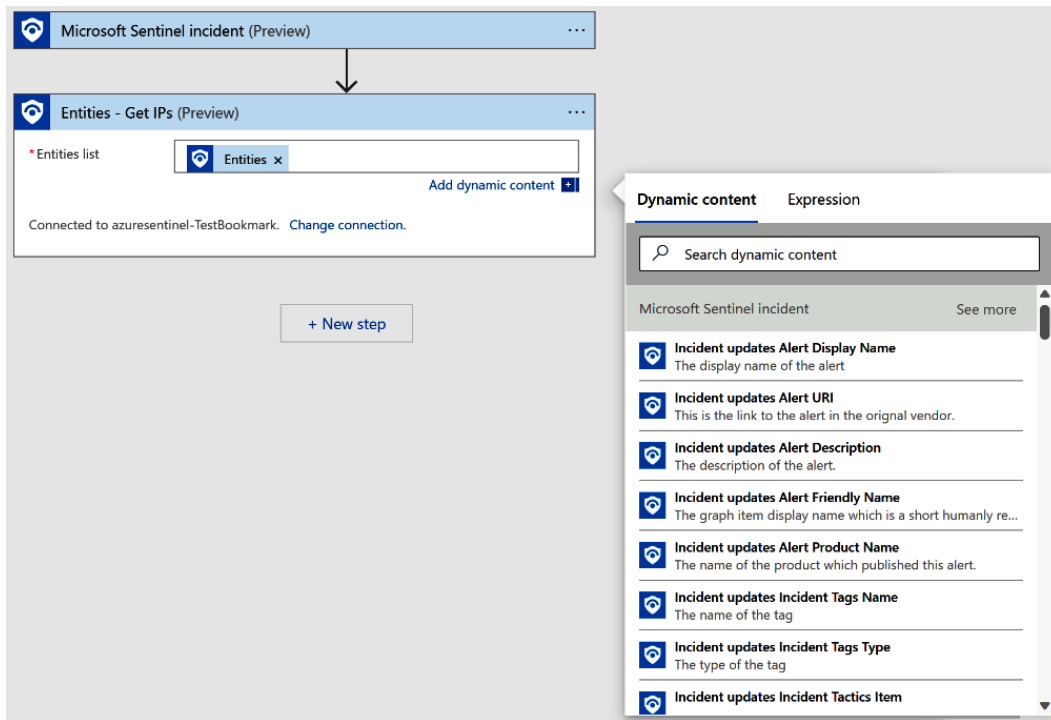 Microsoft Sentinel incident (Preview)
...
Entities - Get IPs (Preview)
...
* Entities list
Entities ×
Add dynamic content +
Connected to azuresentinel-TestBookmark. Change connection.
+ New step
Dynamic content Expression
Search dynamic content
Microsoft Sentinel incident See more
Incident updates Alert Display Name
The display name of the alert
Incident updates Alert URI
This is the link to the alert in the orignal vendor.
Incident updates Alert Description
The description of the alert.
Incident updates Alert Friendly Name
The graph item display name which is a short humanly re...
Incident updates Alert Product Name
The name of the product which published this alert.
Incident updates Incident Tags Name
The name of the tag
Incident updates Incident Tags Type
The type of the tag
Incident updates Incident Tactics Item